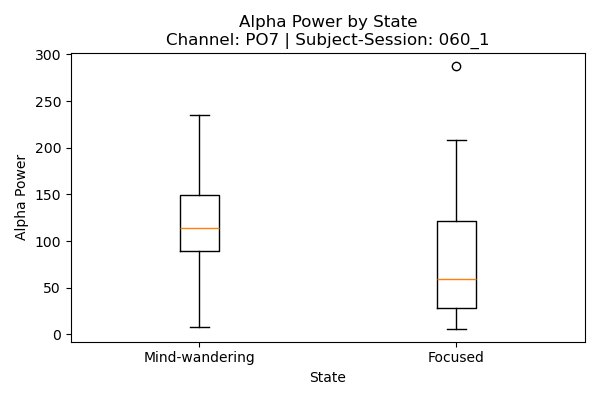 Alpha Power by State
Channel: PO7 | Subject-Session: 060_1
Alpha Power
300
250
200
150
100
50
0
Mind-wandering
Focused
State